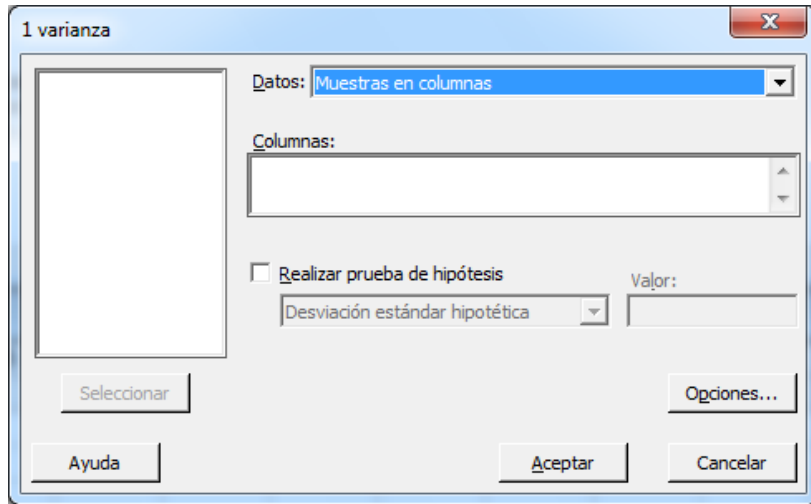 1 varianza
Datos: Muestras en columnas
Columnas:
Realizar prueba de hipótesis
Valor:
Desviación estándar hipotética
Seleccionar
Opciones...
Ayuda
Aceptar
Cancelar